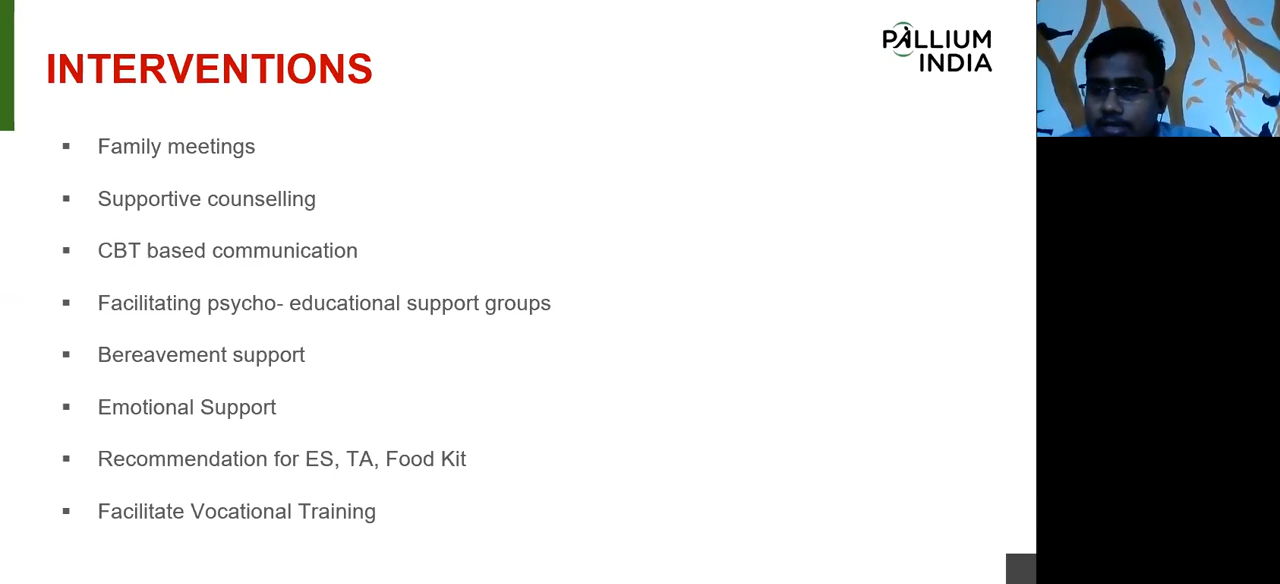 INTERVENTIONS
PALLIUM
INDIA
Family meetings
Supportive counselling
CBT based communication
Facilitating psycho- educational support groups
Bereavement support
Emotional Support
Recommendation for ES, TA, Food Kit
Facilitate Vocational Training